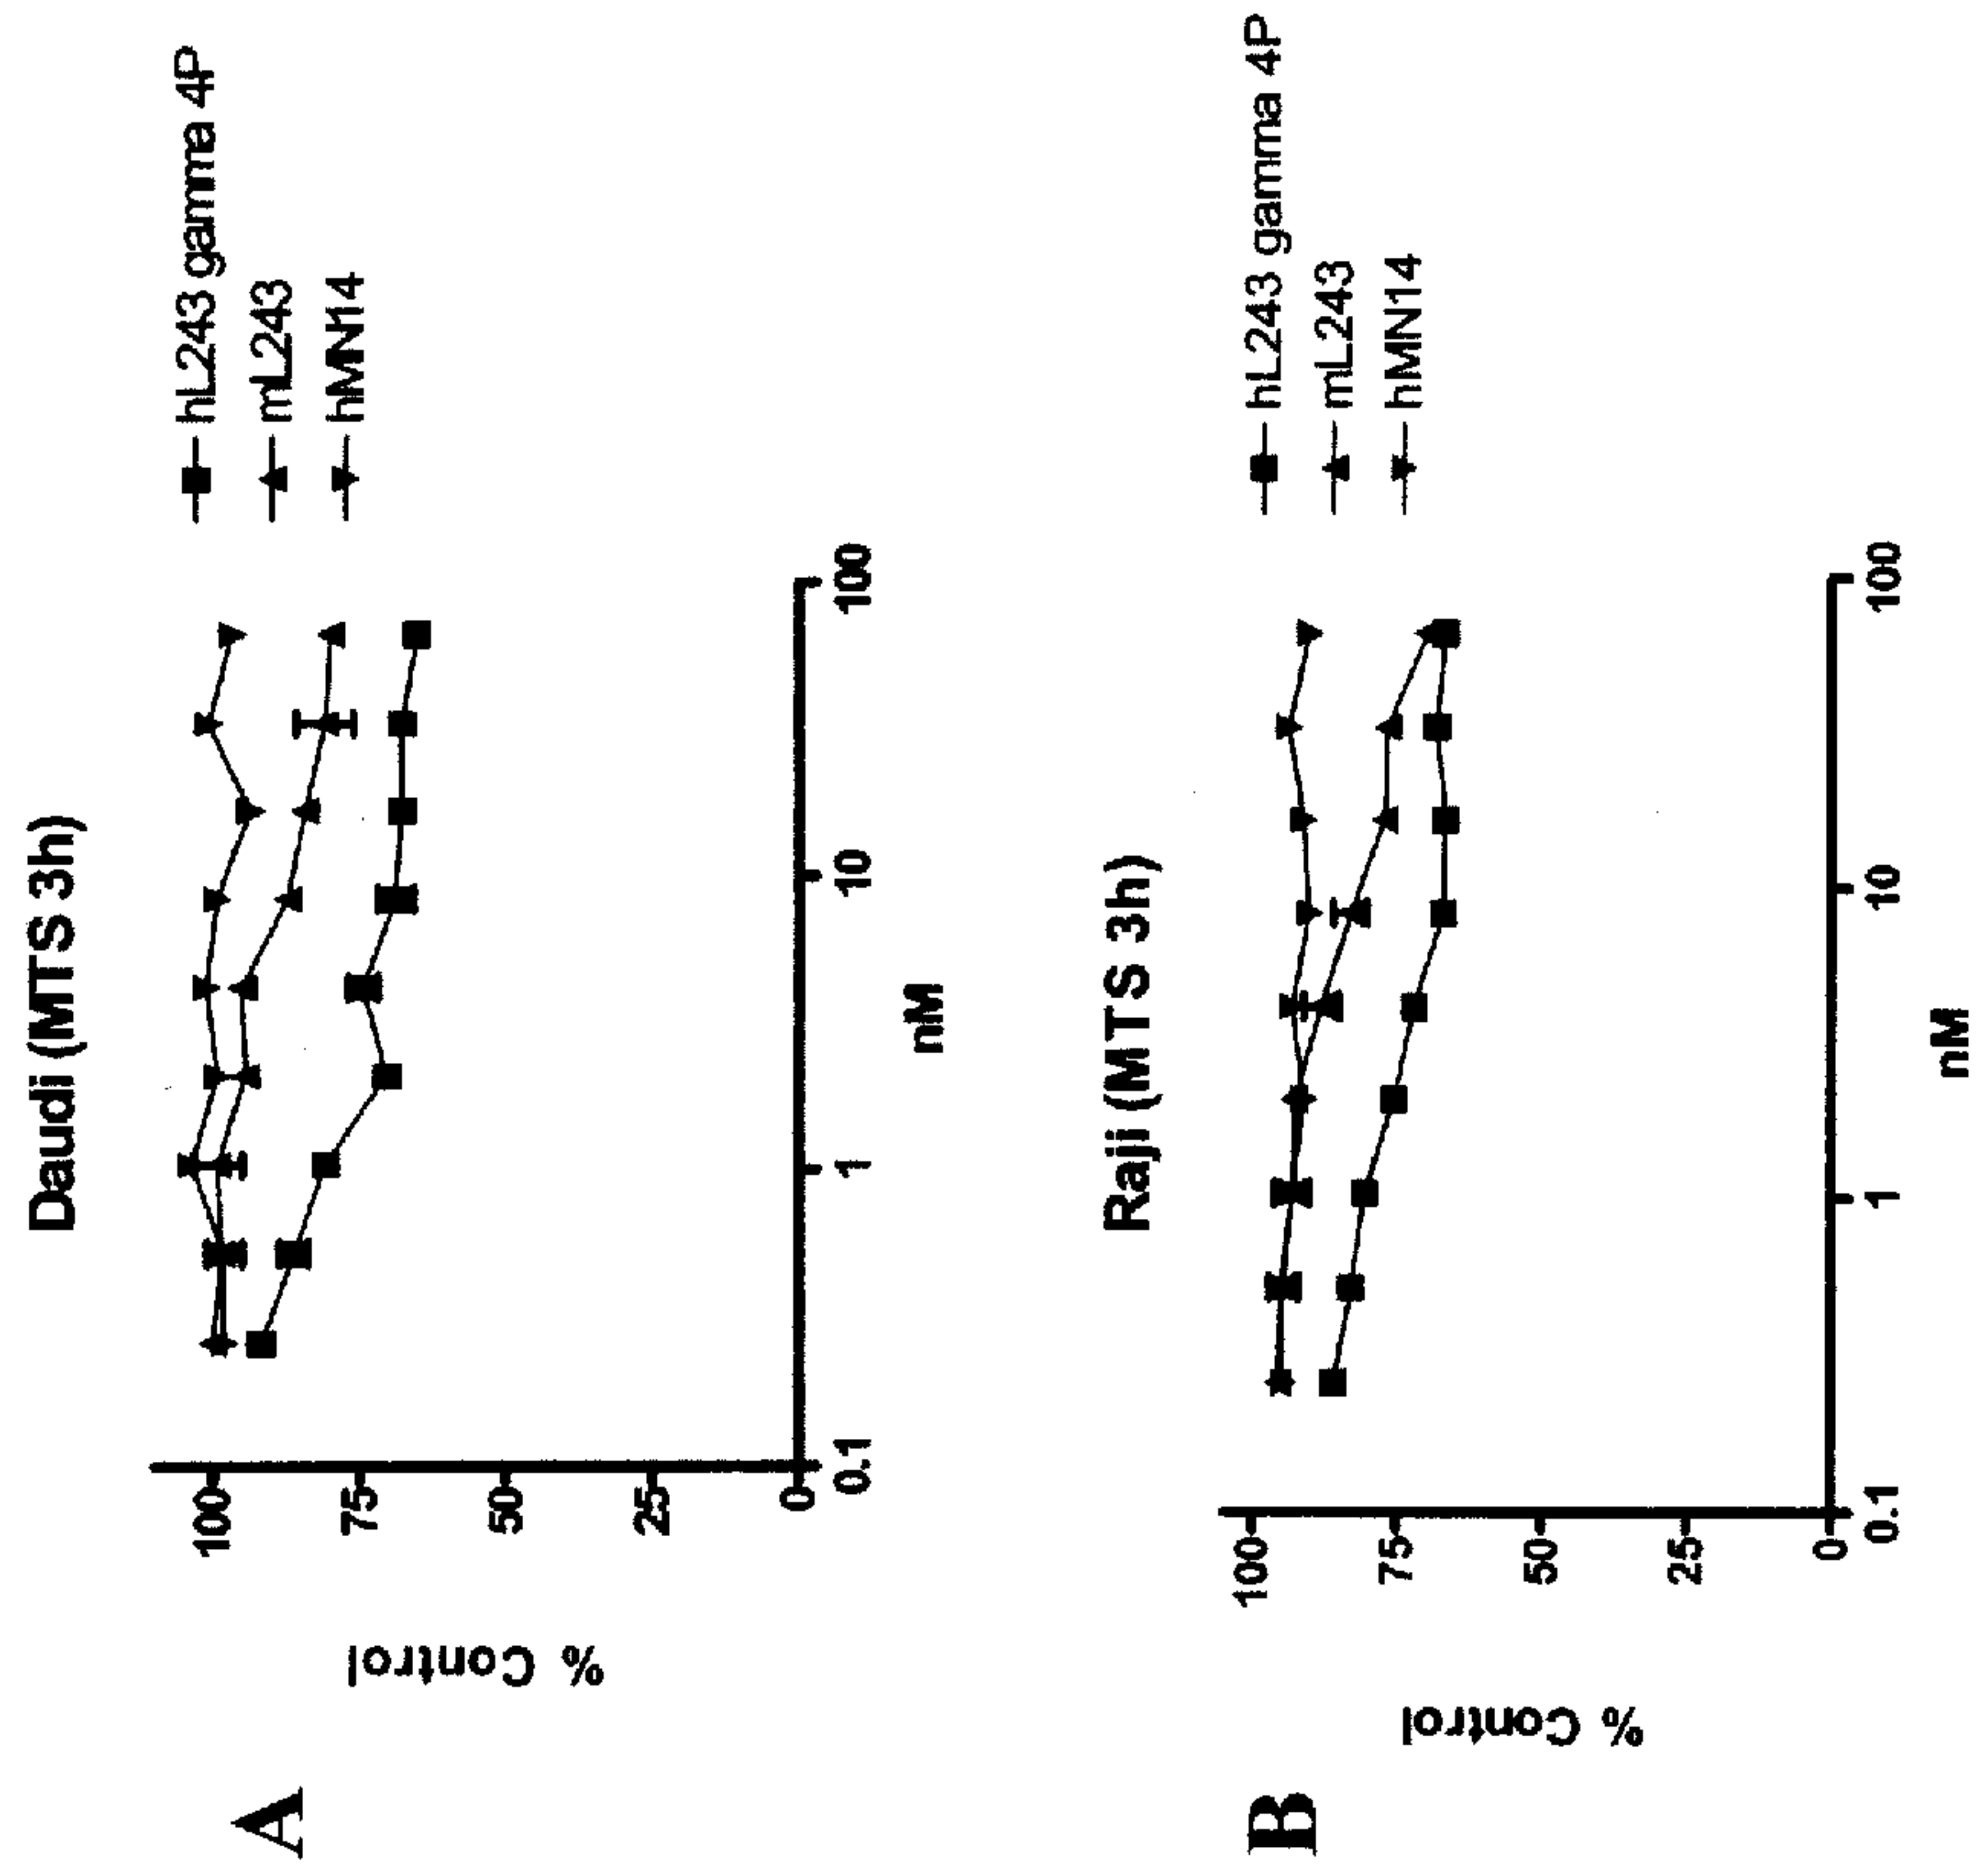 A
Daudi (MTS 3h)
% Control
100
75
50
25
0
0.1
1
10
100
nM
hL243 gamma 4P
mL243
hMN14
B
Raji (MTS 3h)
% Control
100
75
50
25
0
0.1
1
10
100
nM
hL243 gamma 4P
mL243
hMN14